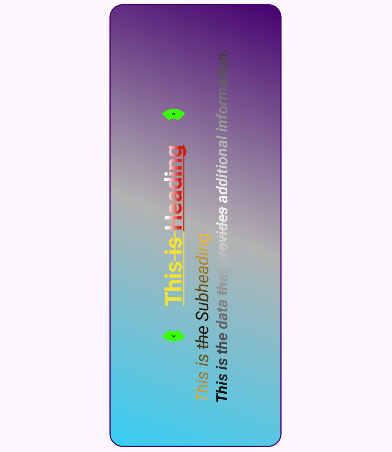 This is Heading
This is the Subheading.
This is the data that provides additional information.